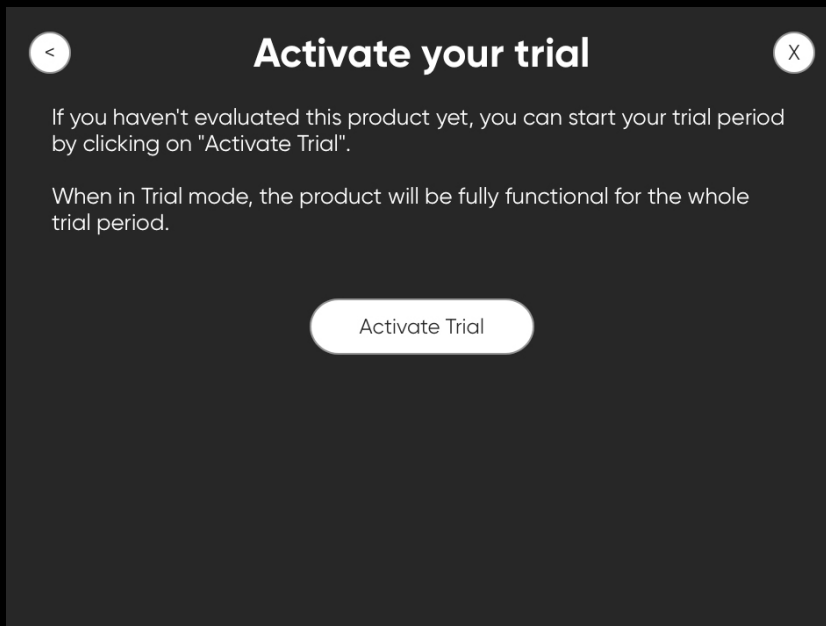 <
Activate your trial
X
If you haven't evaluated this product yet, you can start your trial period
by clicking on "Activate Trial".
When in Trial mode, the product will be fully functional for the whole
trial period.
Activate Trial